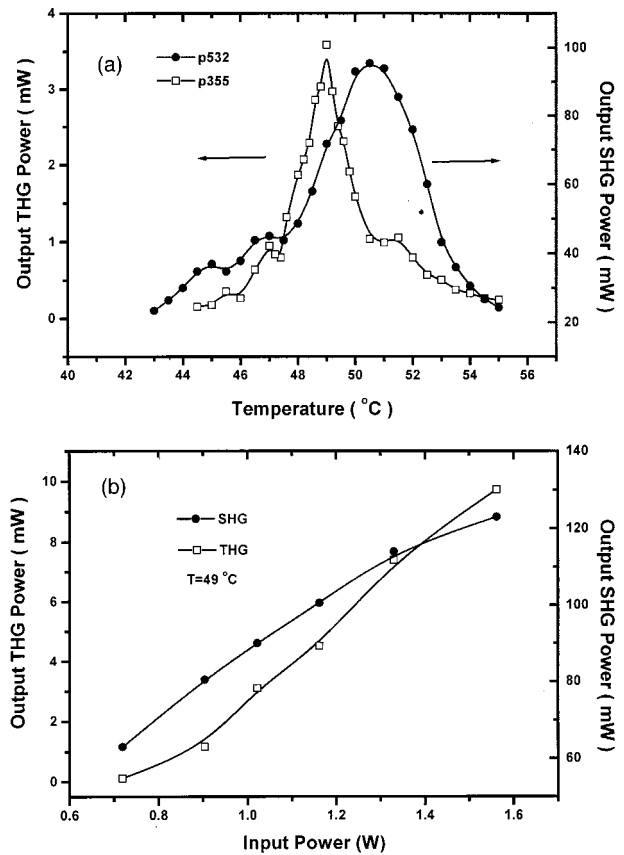 (a)
p532
p355
Output THG Power ( mW )
4
3
2
1
0
Output SHG Power ( mW )
100
80
60
40
20
40 42 44 46 48 50 52 54 56
Temperature ( °C )
(b)
SHG
THG
T=49 °C
Output THG Power ( mW )
10
8
6
4
2
0
Output SHG Power ( mW )
140
120
100
80
60
0.6 0.8 1.0 1.2 1.4 1.6
Input Power (W)